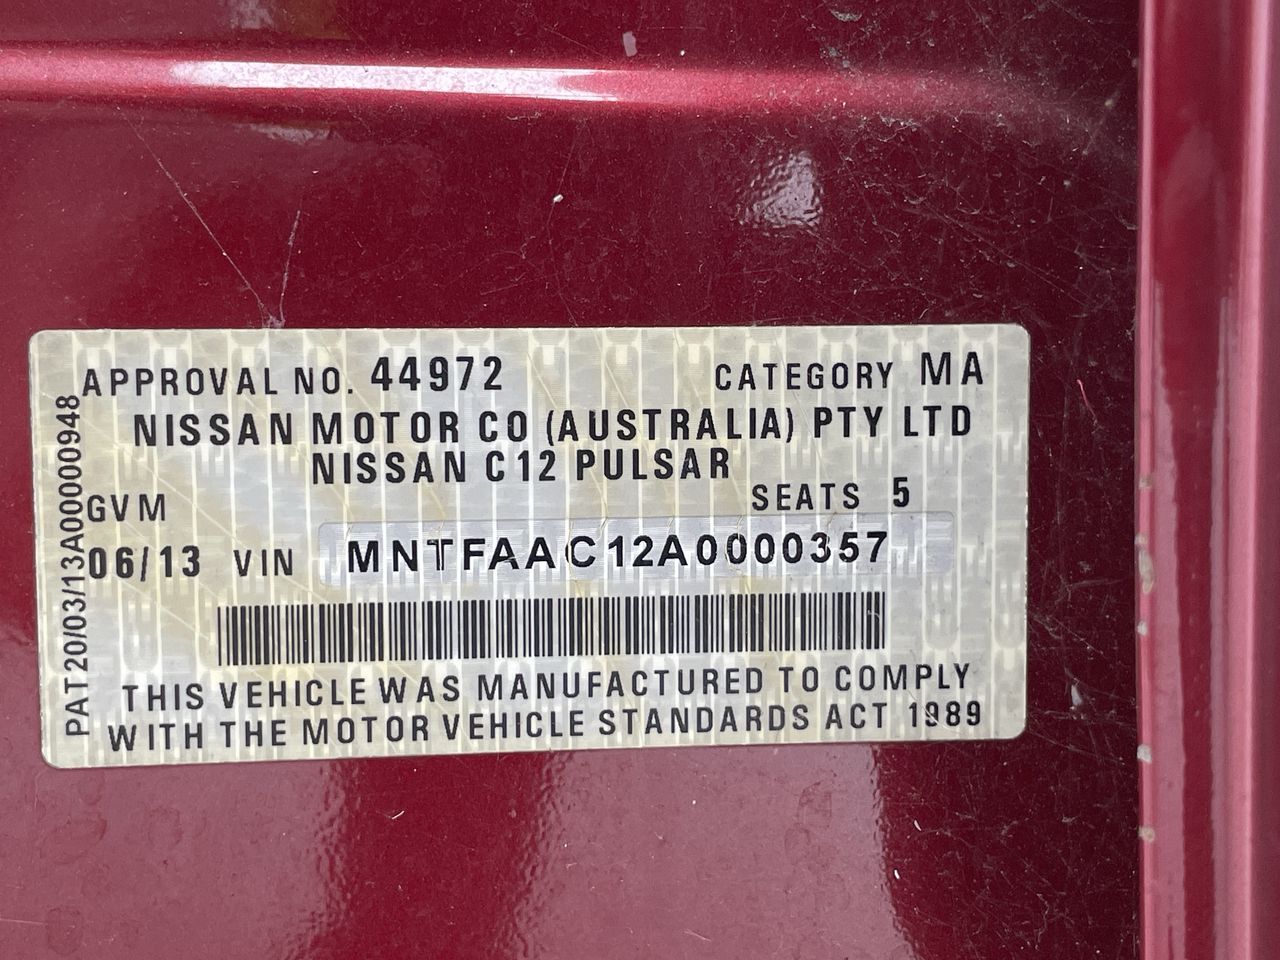 APPROVAL NO. 44972 CATEGORY MA
NISSAN MOTOR CO (AUSTRALIA) PTY LTD
NISSAN C12 PULSAR
GVM SEATS 5
06/13 VIN MNTFAAC12A0000357
THIS VEHICLE WAS MANUFACTURED TO COMPLY
WITH THE MOTOR VEHICLE STANDARDS ACT 1989
PAT20/03/13A000000948